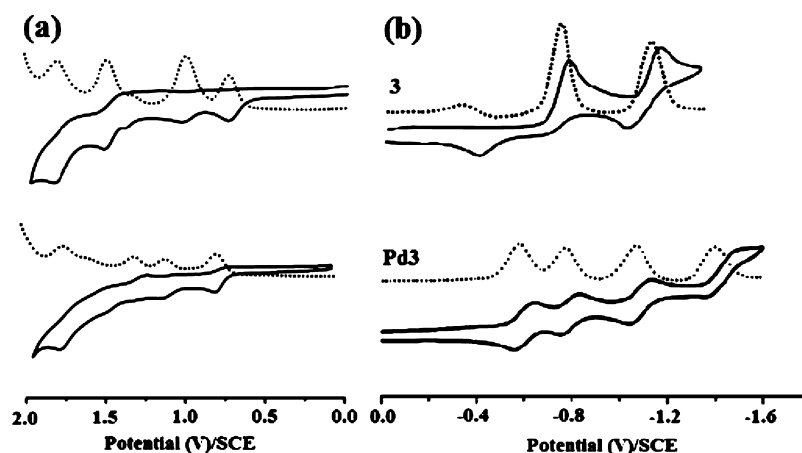 (a)
(b)
3
Pd3
2.0 1.5 1.0 0.5 0.0
0.0 -0.4 -0.8 -1.2 -1.6
Potential (V)/SCE
Potential (V)/SCE